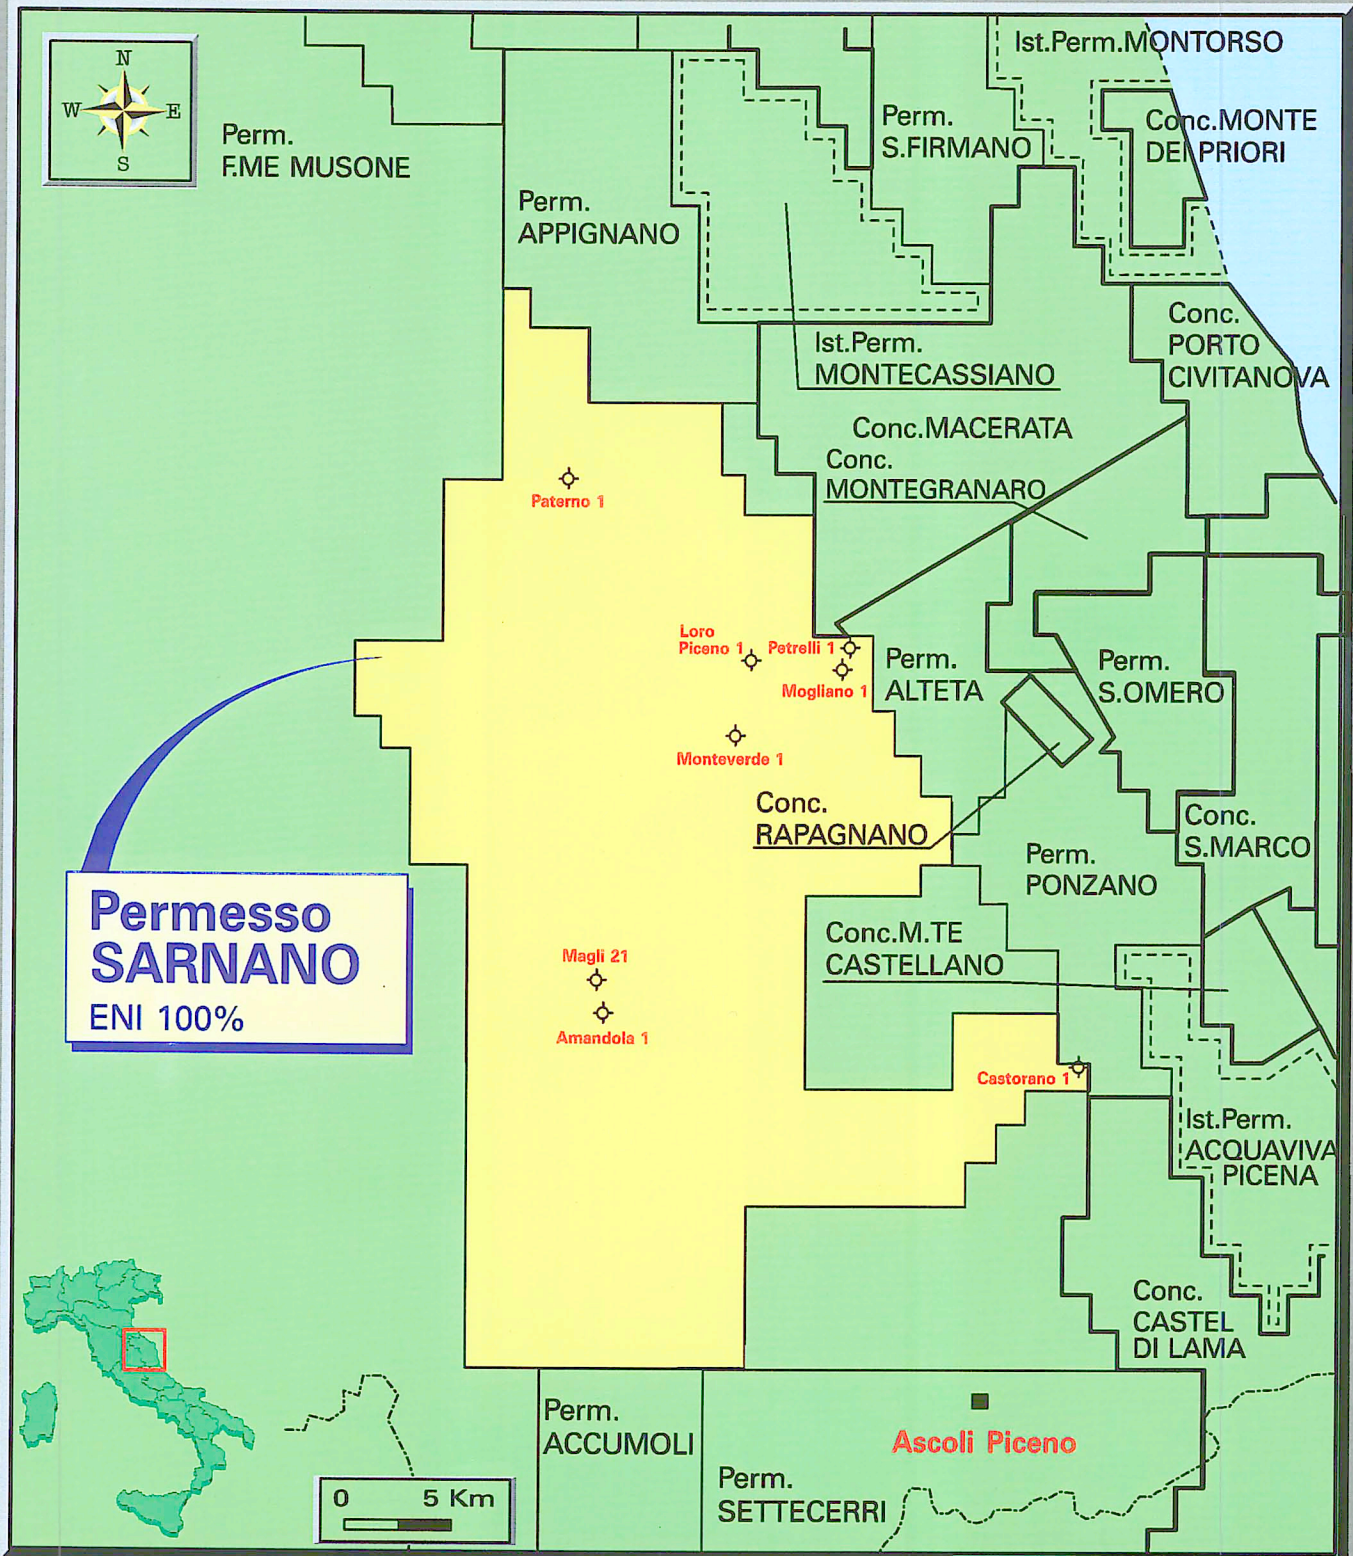 N
W E
S
Perm.
F.ME MUSONE
Perm.
APPIGNANO
Perm.
S.FIRMANO
Ist.Perm.MONTORSO
Conc.MONTE
DEI PRIORI
Ist.Perm.
MONTECASSIANO
Conc.
PORTO
CIVITANOVA
Conc.MACERATA
Conc.
MONTEGRANARO
Paterno 1
Loro
Piceno 1
Petrelli 1
Mogliano 1
Monteverde 1
Perm.
ALTETA
Perm.
S.OMERO
Conc.
RAPAGNANO
Conc.
S.MARCO
Perm.
PONZANO
Permesso
SARNANO
ENI 100%
Conc.M.TE
CASTELLANO
Magli 21
Amandola 1
Castorano 1
Ist.Perm.
ACQUAVIVA
PICENA
Conc.
CASTEL
DI LAMA
Perm.
ACCUMOLI
Ascoli Piceno
Perm.
SETTECERRI
0 5 Km